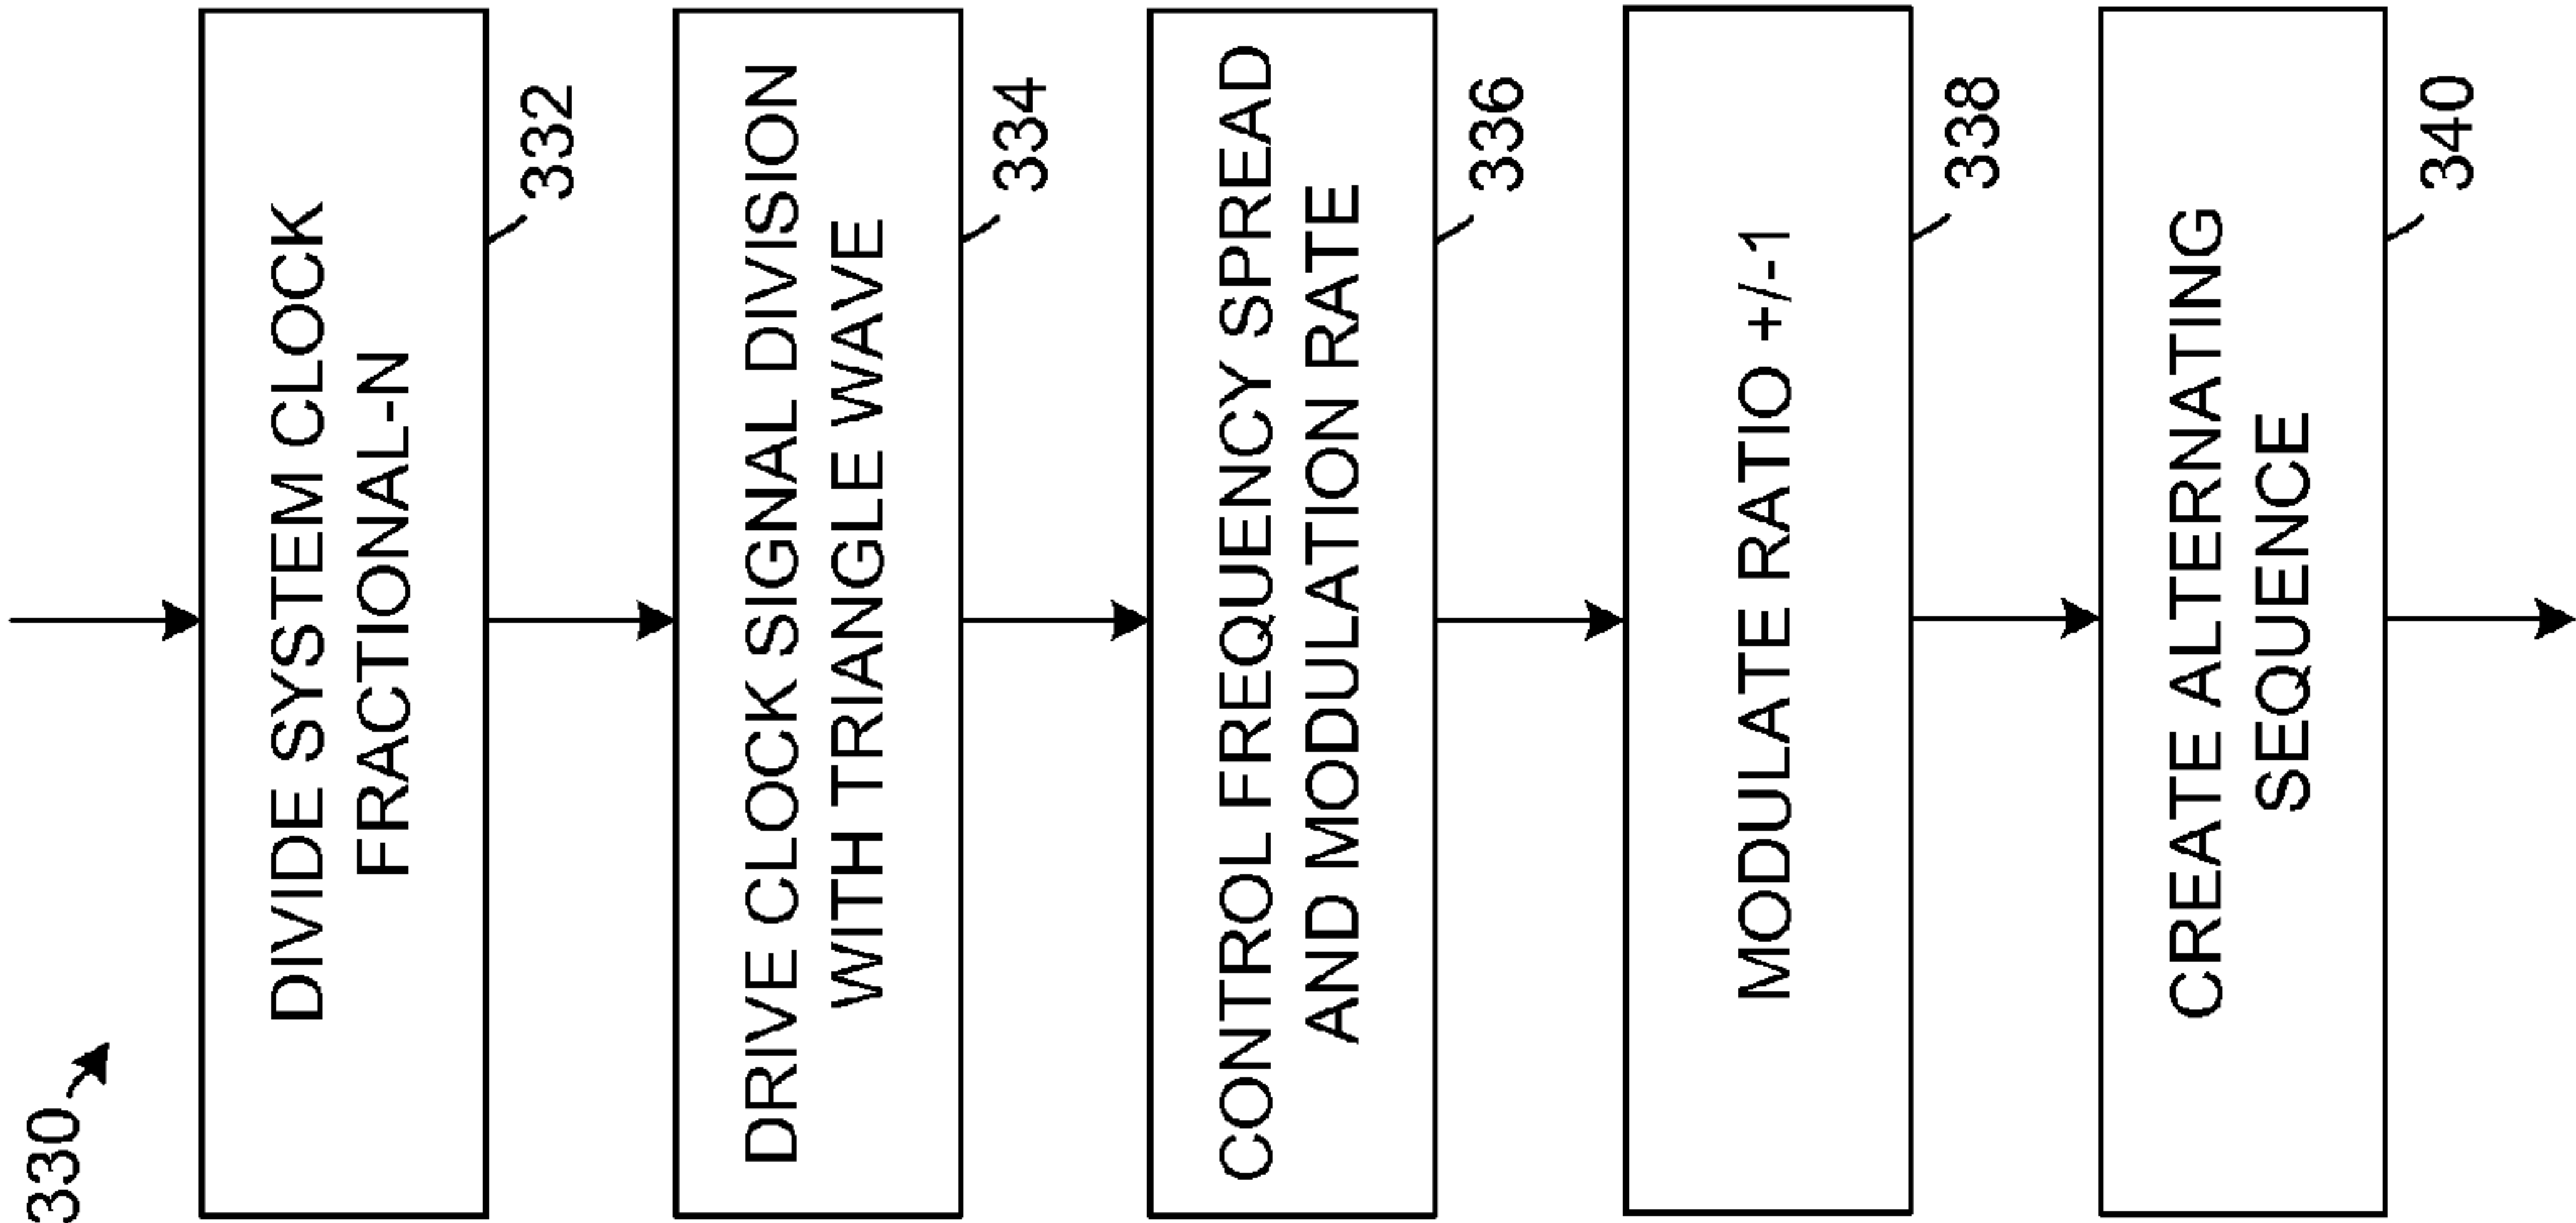 330
DIVIDE SYSTEM CLOCK
FRACTIONAL-N
332
DRIVE CLOCK SIGNAL DIVISION
WITH TRIANGLE WAVE
334
CONTROL FREQUENCY SPREAD
AND MODULATION RATE
336
MODULATE RATIO +/-1
338
CREATE ALTERNATING
SEQUENCE
340